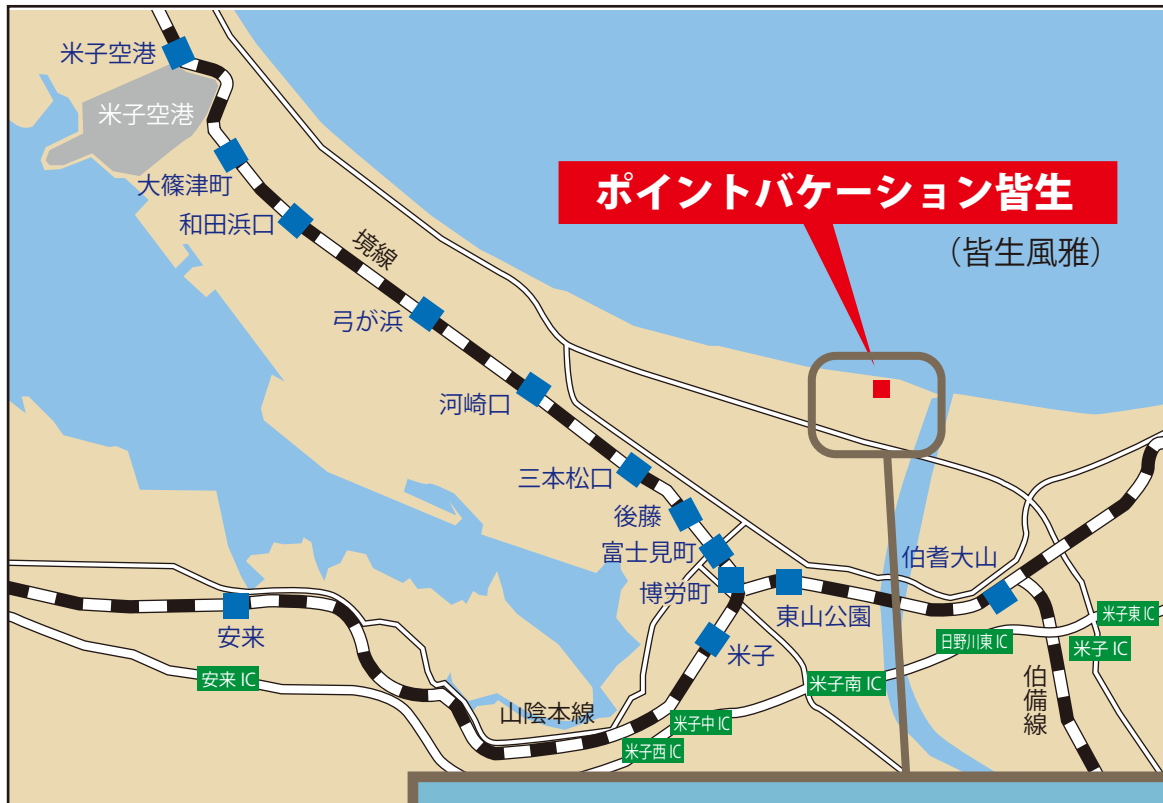 米子空港
米子空港
大篠津町
和田浜口
境線
弓が浜
河崎口
三本松口
後藤
富士見町
博労町
ポイントバケーション皆生
（皆生風雅）
伯耆大山
東山公園
米子
安来
安来 IC
山陰本線
米子西 IC
米子中 IC
米子南 IC
日野川東 IC
米子東 IC
米子 IC
伯備線